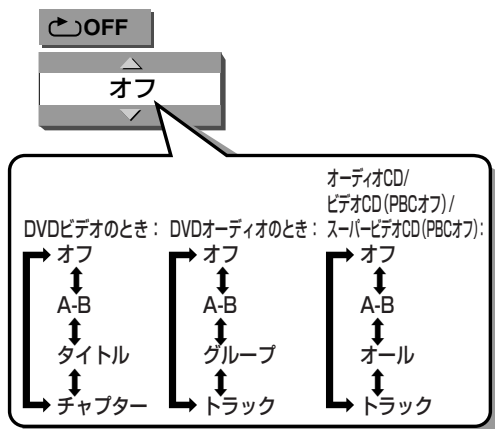 OFF
オフ
オーディオCD/
ビデオCD(PBCオフ)/
スーパービデオCD(PBCオフ):
DVDビデオのとき:
オフ
A-B
タイトル
チャプター
DVDオーディオのとき:
オフ
A-B
グループ
トラック
オフ
A-B
オール
トラック